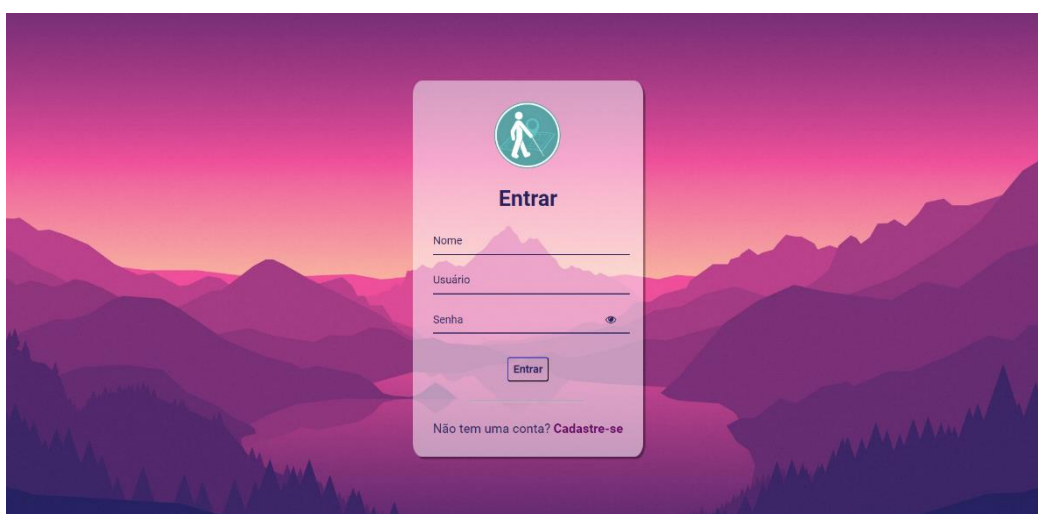 Entrar
Nome
Usuário
Senha
Entrar
Não tem uma conta? Cadastre-se